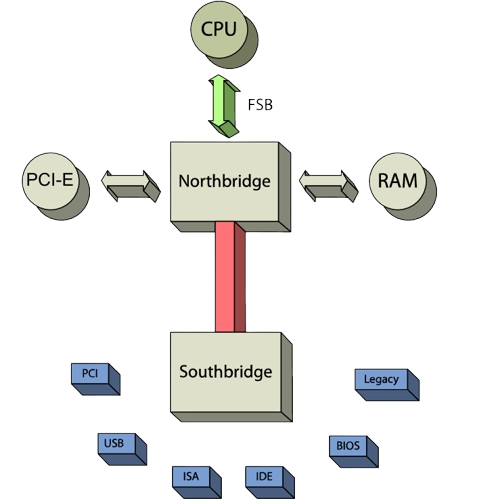 CPU
FSB
PCI-E
Northbridge
RAM
Southbridge
PCI
Legacy
USB
BIOS
ISA
IDE